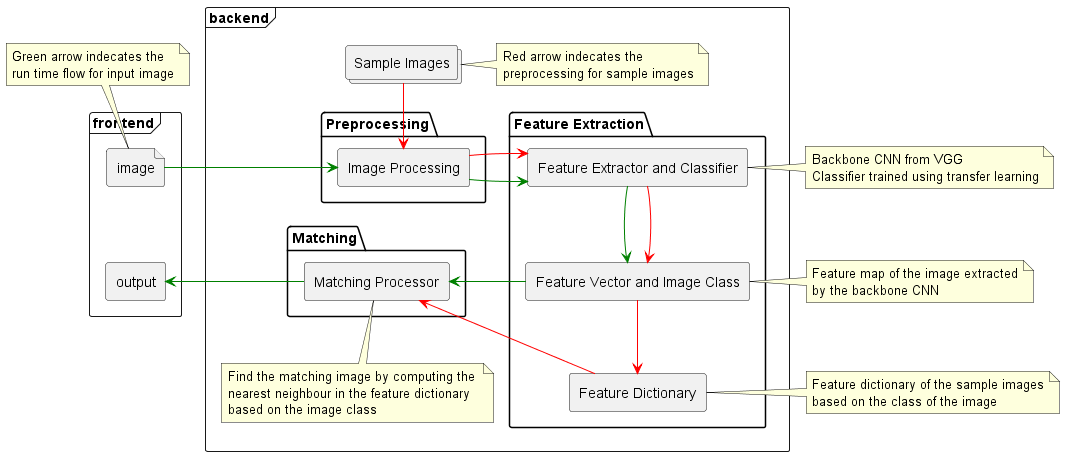 backend
Green arrow indecates the
run time flow for input image
Sample Images
Red arrow indecates the
preprocessing for sample images
frontend
Preprocessing
Feature Extraction
image
Image Processing
Feature Extractor and Classifier
Backbone CNN from VGG
Classifier trained using transfer learning
Matching
output
Matching Processor
Feature Vector and Image Class
Feature map of the image extracted
by the backbone CNN
Find the matching image by computing the
nearest neighbour in the feature dictionary
based on the image class
Feature Dictionary
Feature dictionary of the sample images
based on the class of the image